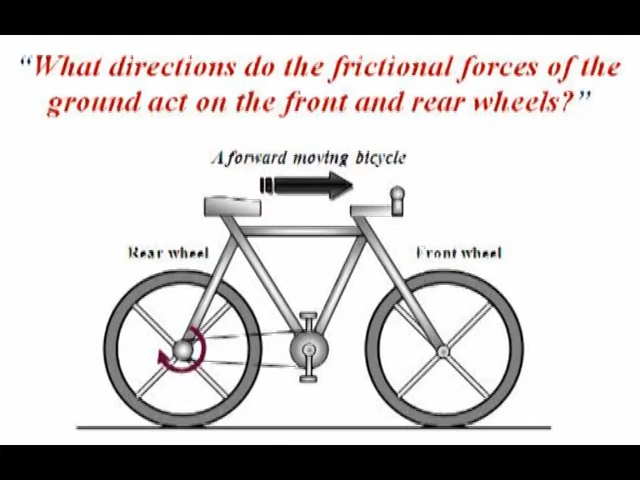 “What directions do the frictional forces of the
ground act on the front and rear wheels?”
A forward moving bicycle
Rear wheel
Front wheel